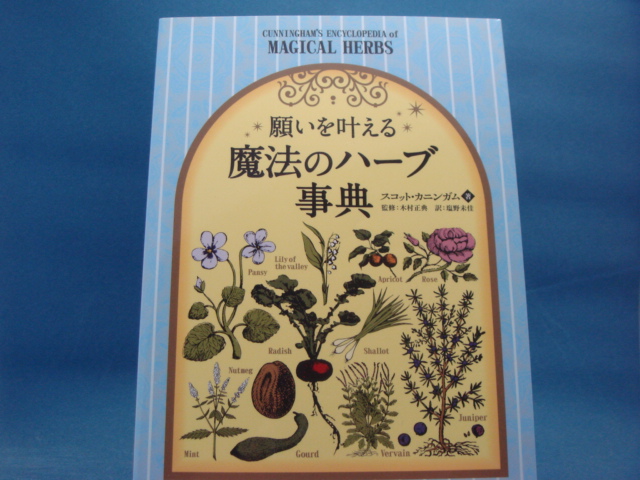 CUNNINGHAM'S ENCYCLOPEDIA of
MAGICAL HERBS
願いを叶える
魔法のハーブ
事典
スコット・カニンガム 著
監修:木村正典 訳:塩野未佳
Pansy
Lily of
the valley
Apricot
Rose
Radish
Shallot
Nutmeg
Juniper
Mint
Gourd
Vervain